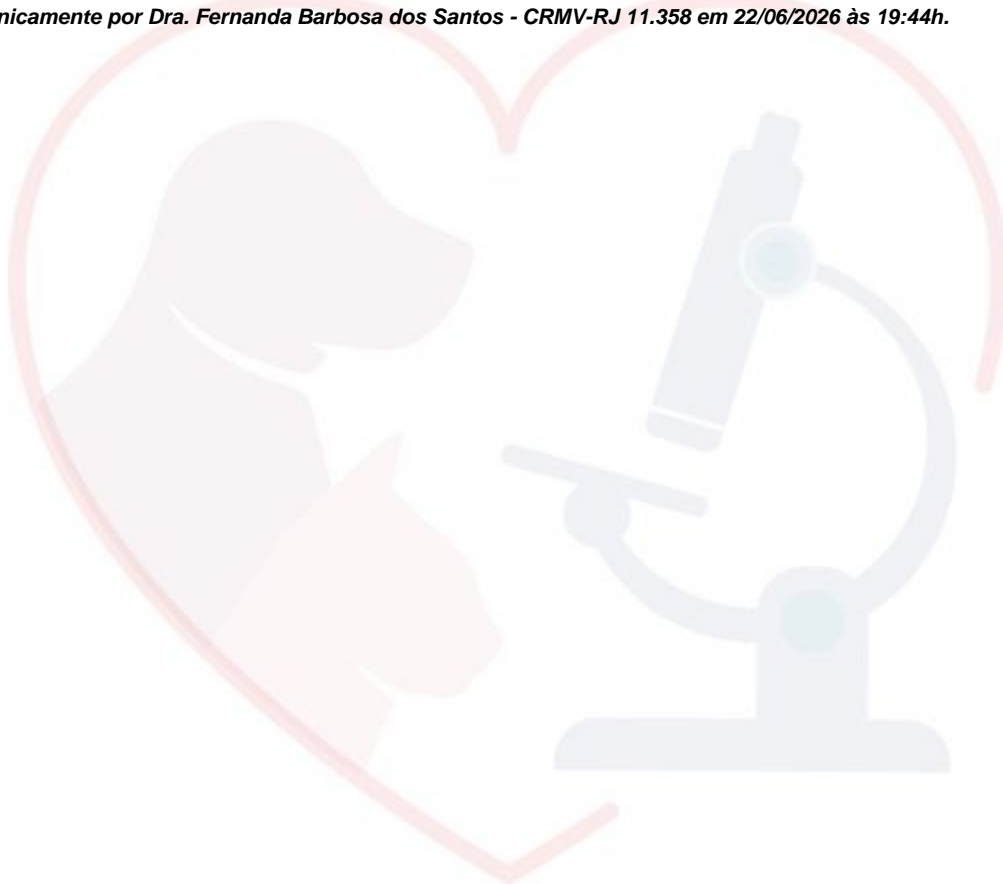 nicamente por Dra. Fernanda Barbosa dos Santos - CRMV-RJ 11.358 em 22/06/2026 às 19:44h.